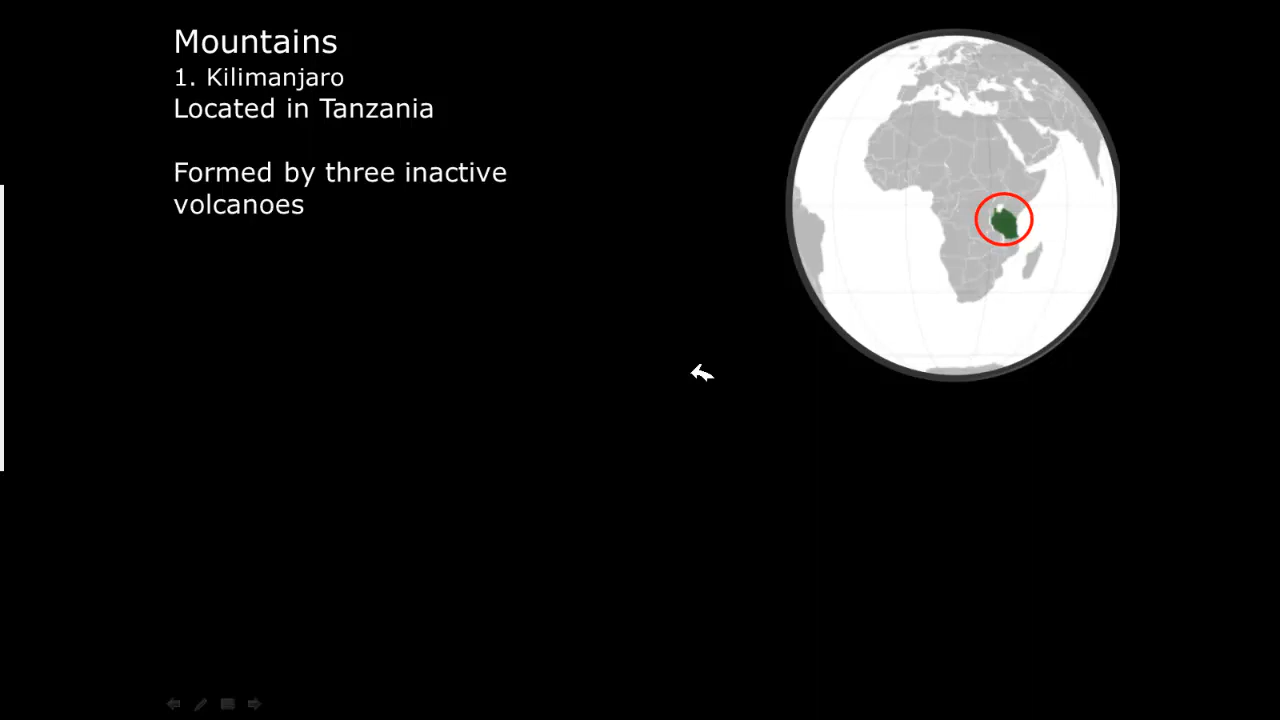 Mountains
1. Kilimanjaro
Located in Tanzania
Formed by three inactive
volcanoes